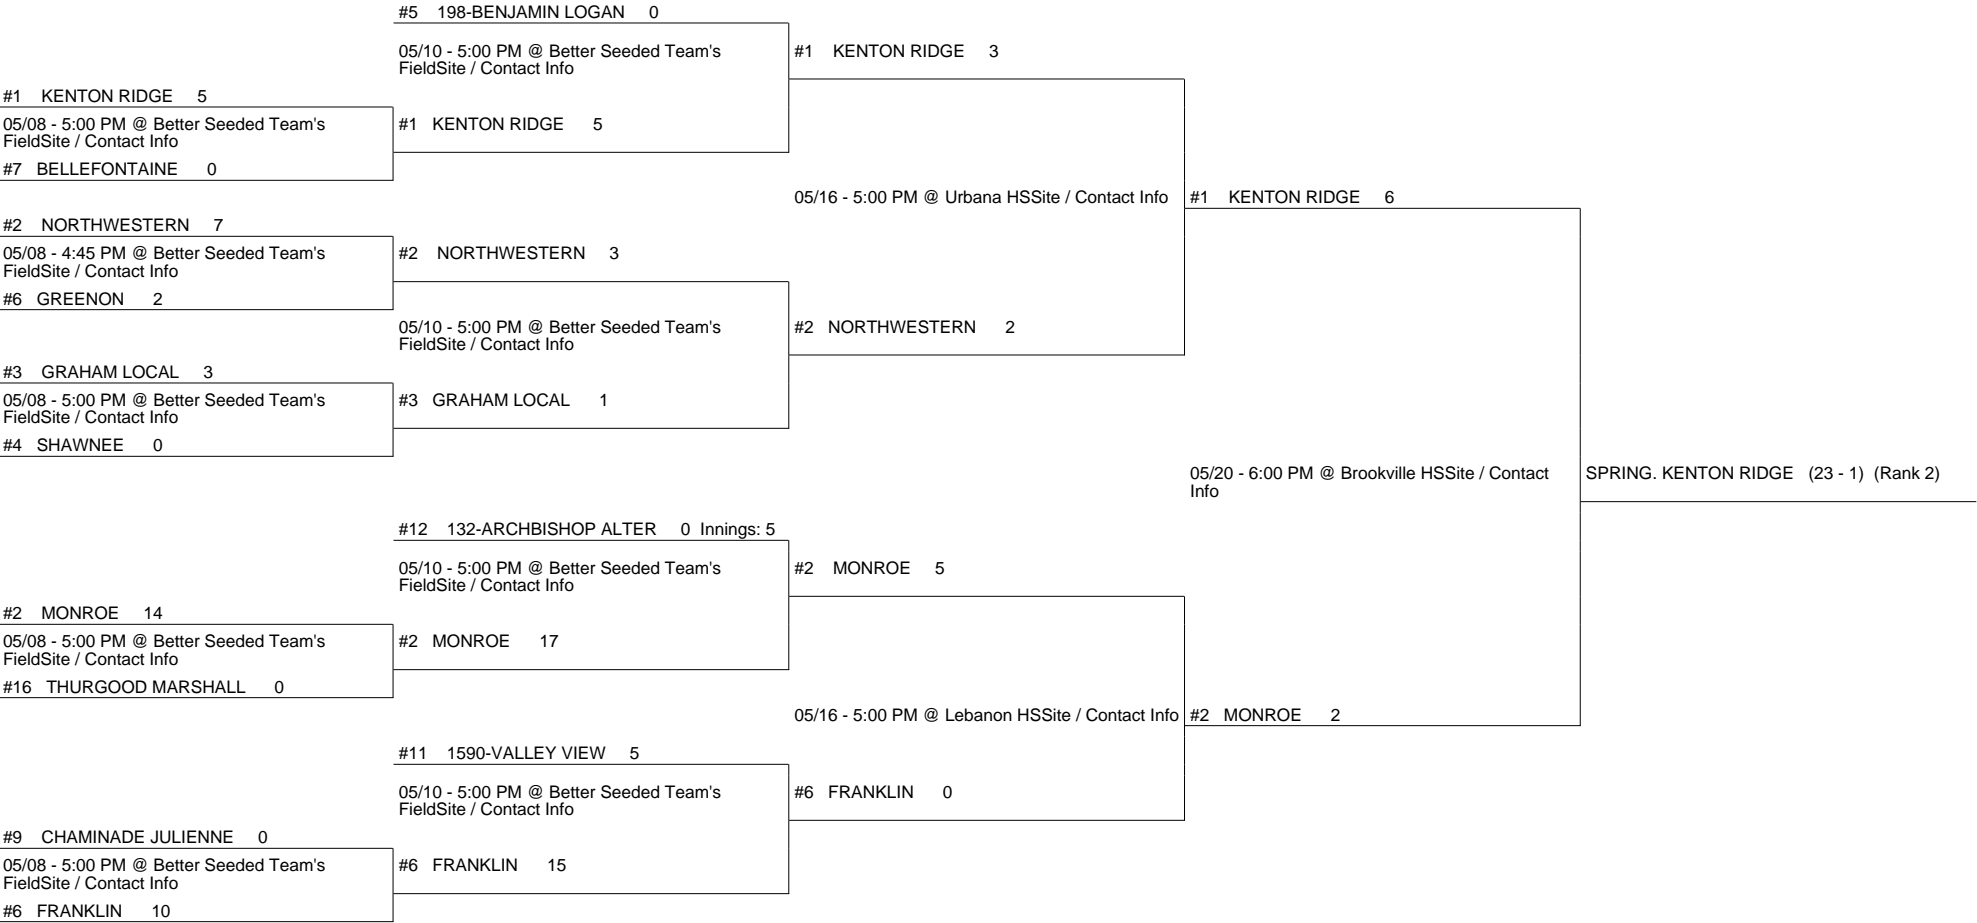 #5 198-BENJAMIN LOGAN 0
05/10 - 5:00 PM @ Better Seeded Team's
FieldSite / Contact Info
#1 KENTON RIDGE 3
#1 KENTON RIDGE 5
05/08 - 5:00 PM @ Better Seeded Team's
FieldSite / Contact Info
#7 BELLEFONTAINE 0
#1 KENTON RIDGE 5
05/16 - 5:00 PM @ Urbana HSSite / Contact Info
#1 KENTON RIDGE 6
#2 NORTHWESTERN 7
05/08 - 4:45 PM @ Better Seeded Team's
FieldSite / Contact Info
#6 GREENON 2
#2 NORTHWESTERN 3
05/10 - 5:00 PM @ Better Seeded Team's
FieldSite / Contact Info
#2 NORTHWESTERN 2
#3 GRAHAM LOCAL 3
05/08 - 5:00 PM @ Better Seeded Team's
FieldSite / Contact Info
#4 SHAWNEE 0
#3 GRAHAM LOCAL 1
05/20 - 6:00 PM @ Brookville HSSite / Contact
Info
SPRING. KENTON RIDGE (23 - 1) (Rank 2)
#12 132-ARCHBISHOP ALTER 0 Innings: 5
05/10 - 5:00 PM @ Better Seeded Team's
FieldSite / Contact Info
#2 MONROE 5
#2 MONROE 14
05/08 - 5:00 PM @ Better Seeded Team's
FieldSite / Contact Info
#16 THURGOOD MARSHALL 0
#2 MONROE 17
05/16 - 5:00 PM @ Lebanon HSSite / Contact Info
#2 MONROE 2
#11 1590-VALLEY VIEW 5
05/10 - 5:00 PM @ Better Seeded Team's
FieldSite / Contact Info
#6 FRANKLIN 0
#9 CHAMINADE JULIENNE 0
05/08 - 5:00 PM @ Better Seeded Team's
FieldSite / Contact Info
#6 FRANKLIN 10
#6 FRANKLIN 15